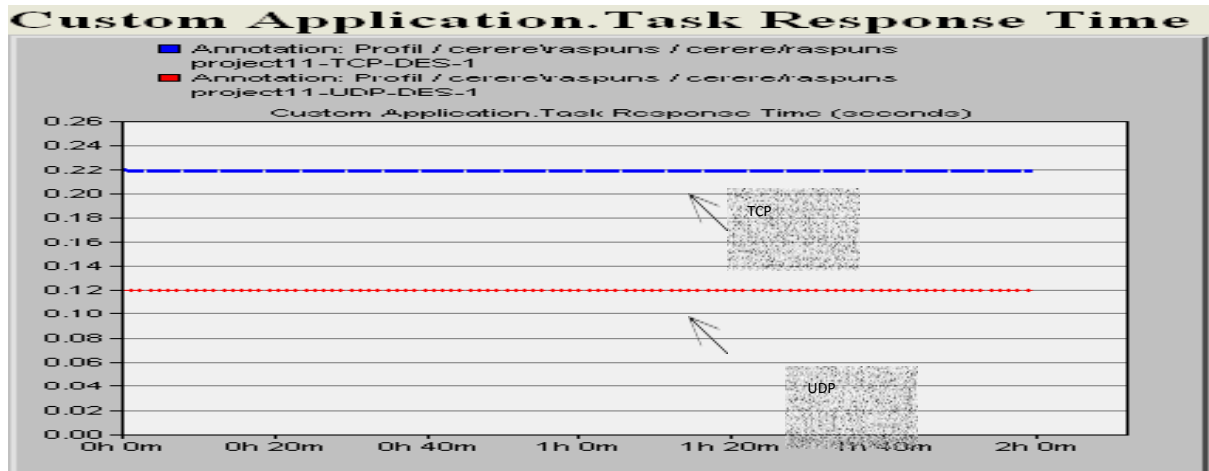 Custom Application.Task Response Time
Annotation: Profil / cerere\raspuns / cerere/raspuns
project11-TCP-DES-1
Annotation: Profil / cerere\raspuns / cerere/raspuns
project11-UDP-DES-1
Custom Application.Task Response Time (seconds)
0.26
0.24
0.22
0.20
0.18
0.16
0.14
0.12
0.10
0.08
0.06
0.04
0.02
0.00
TCP
UDP
0h 0m 0h 20m 0h 40m 1h 0m 1h 20m 1h 40m 2h 0m